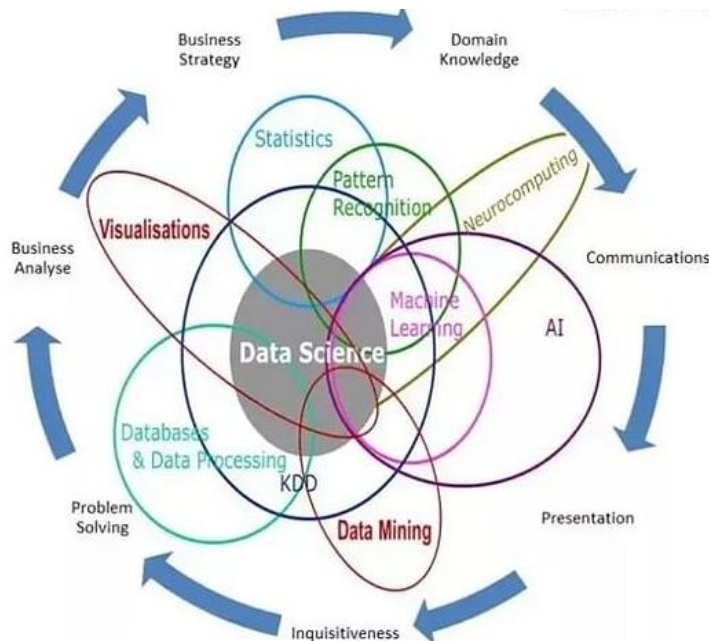 Business
Strategy
Domain
Knowledge
Statistics
Pattern
Recognition
Neurocomputing
Visualisations
Business
Analyse
Communications
Machine
Learning
AI
Data Science
Databases
& Data Processing
KDD
Problem
Solving
Data Mining
Presentation
Inquisitiveness